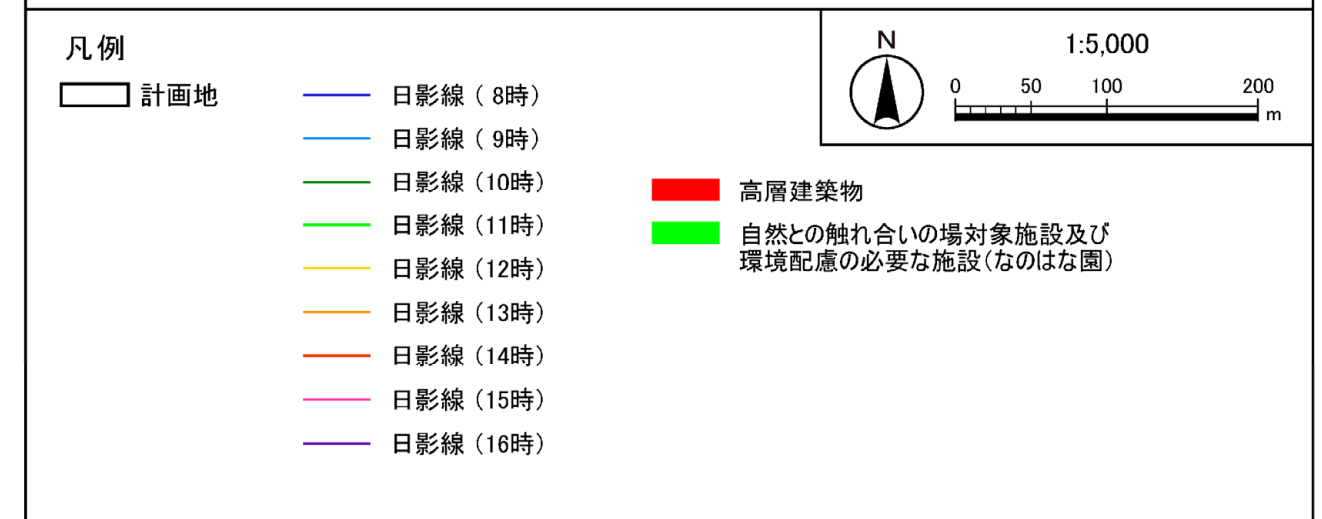 凡例
計画地
日影線（ 8時）
日影線（ 9時）
日影線（10時）
日影線（11時）
日影線（12時）
日影線（13時）
日影線（14時）
日影線（15時）
日影線（16時）
高層建築物
自然との触れ合いの場対象施設及び
環境配慮の必要な施設（なのはな園）
N
1:5,000
0 50 100 200
m